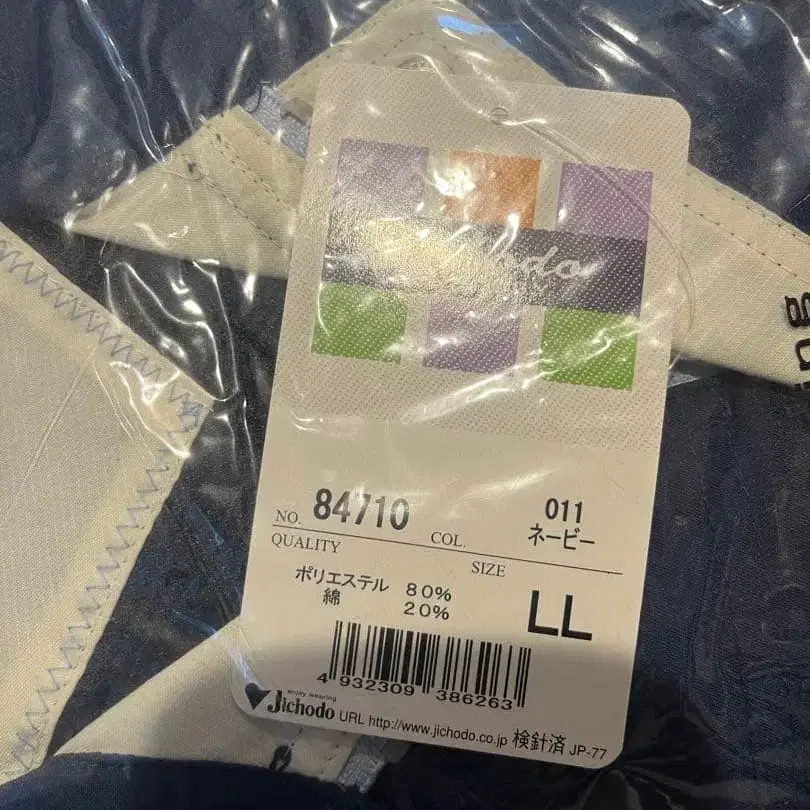 NO. 84710
COL. 011
ネービー
QUALITY
SIZE
ポリエステル 80%
綿 20%
LL
4 932309 386263
enjoy wearing
Jichodo URL http://www.jichodo.co.jp 検針済 JP-77